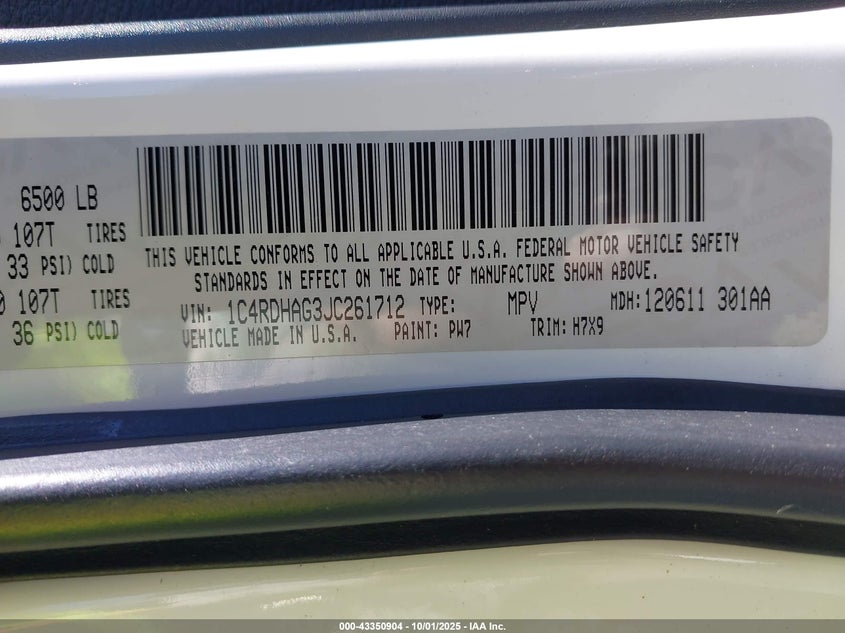 6500 LB
107T TIRES
33 PSI) COLD
0 107T TIRES
36 PSI) COLD
THIS VEHICLE CONFORMS TO ALL APPLICABLE U.S.A. FEDERAL MOTOR VEHICLE SAFETY
STANDARDS IN EFFECT ON THE DATE OF MANUFACTURE SHOWN ABOVE.
VIN: 1C4RDHAG3JC261712 TYPE: MPV MDH: 120611 301AA
VEHICLE MADE IN U.S.A. PAINT: PW7 TRIM: H7X9
000-43350904 - 10/01/2025 - IAA Inc.